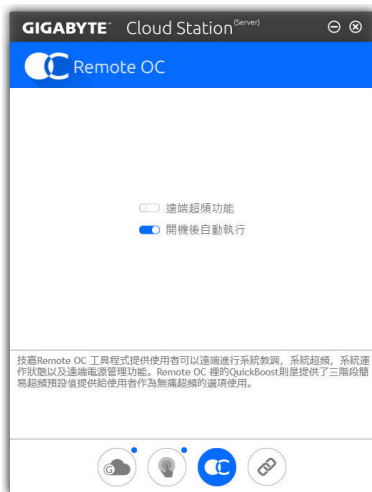 GIGABYTE™ Cloud Station (Server)
Remote OC
遠端超頻功能
開機後自動執行
技嘉Remote OC 工具程式提供使用者可以遠端進行系統教調，系統超頻，系統運
作狀態以及遠端電源管理功能。Remote OC 裡的QuickBoost則是提供了三階段簡
易超頻預設值提供給使用者作為無痛超頻的選項使用。
G